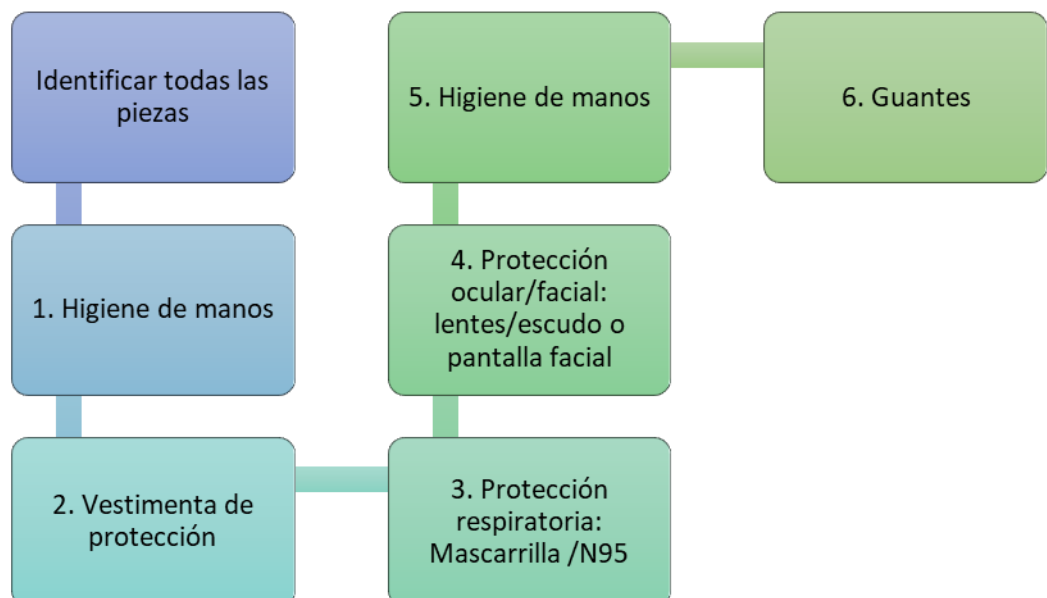 Identificar todas las
piezas
1. Higiene de manos
2. Vestimenta de
protección
3. Protección
respiratoria:
Mascarrilla /N95
4. Protección
ocular/facial:
lentes/escudo o
pantalla facial
5. Higiene de manos
6. Guantes